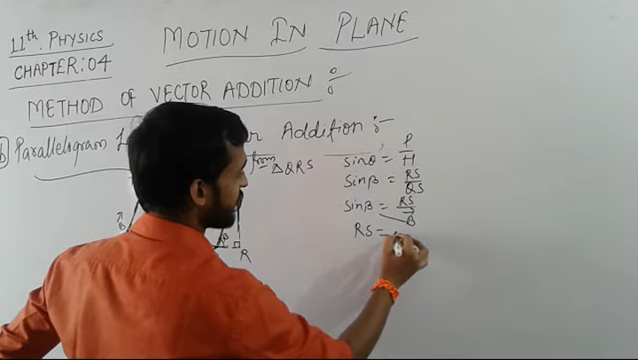 11th. PHYSICS
MOTION IN PLANE
CHAPTER:04
METHOD OF VECTOR ADDITION :-
b) Parallelogram Addition :-
from ΔQRS
sinθ = P/H
sinβ = RS/QS
sinβ = RS/B
RS =
B
β
R